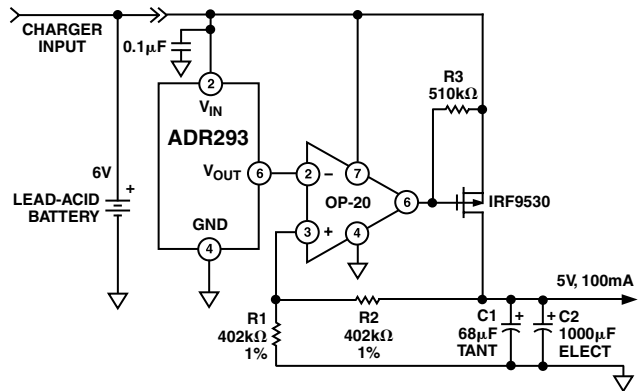 CHARGER
INPUT
0.1µF
2
VIN
ADR293
VOUT
6
GND
4
6V
+
LEAD-ACID
BATTERY
2
–
7
OP-20
3
+
4
6
R3
510kΩ
IRF9530
5V, 100mA
R1
402kΩ
1%
R2
402kΩ
1%
C1
68µF
TANT
+
+
C2
1000µF
ELECT